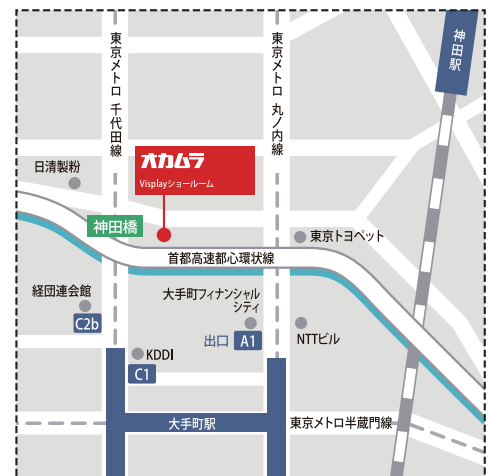 東京メトロ 千代田線
東京メトロ 丸ノ内線
神田駅
オカムラ
Visplayショールーム
日清製粉
神田橋
東京トヨペット
首都高速都心環状線
経団連会館
C2b
大手町フィナンシャル
シティ
出口 A1
NTTビル
KDDI
C1
大手町駅
東京メトロ半蔵門線